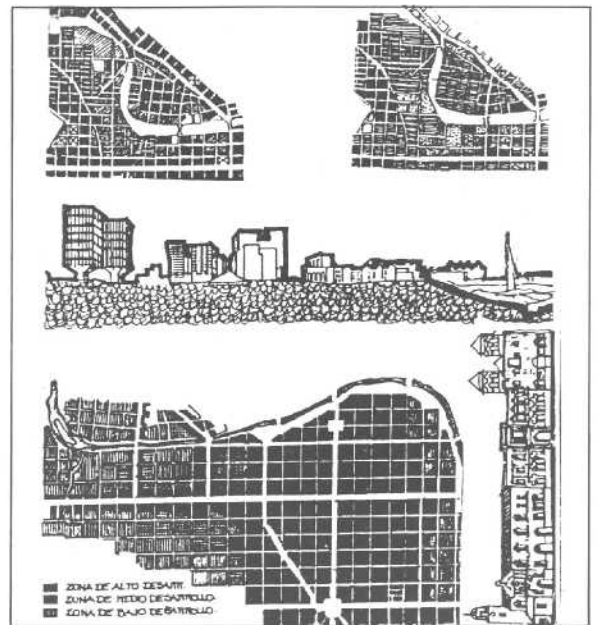 ZONA DE ALTO DESARR.
ZONA DE MEDIO DESARROLLO.
ZONA DE BAJO DESARROLLO.